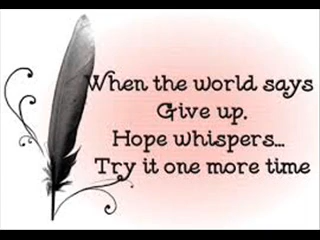 When the world says
Give up,
Hope whispers...
Try it one more time